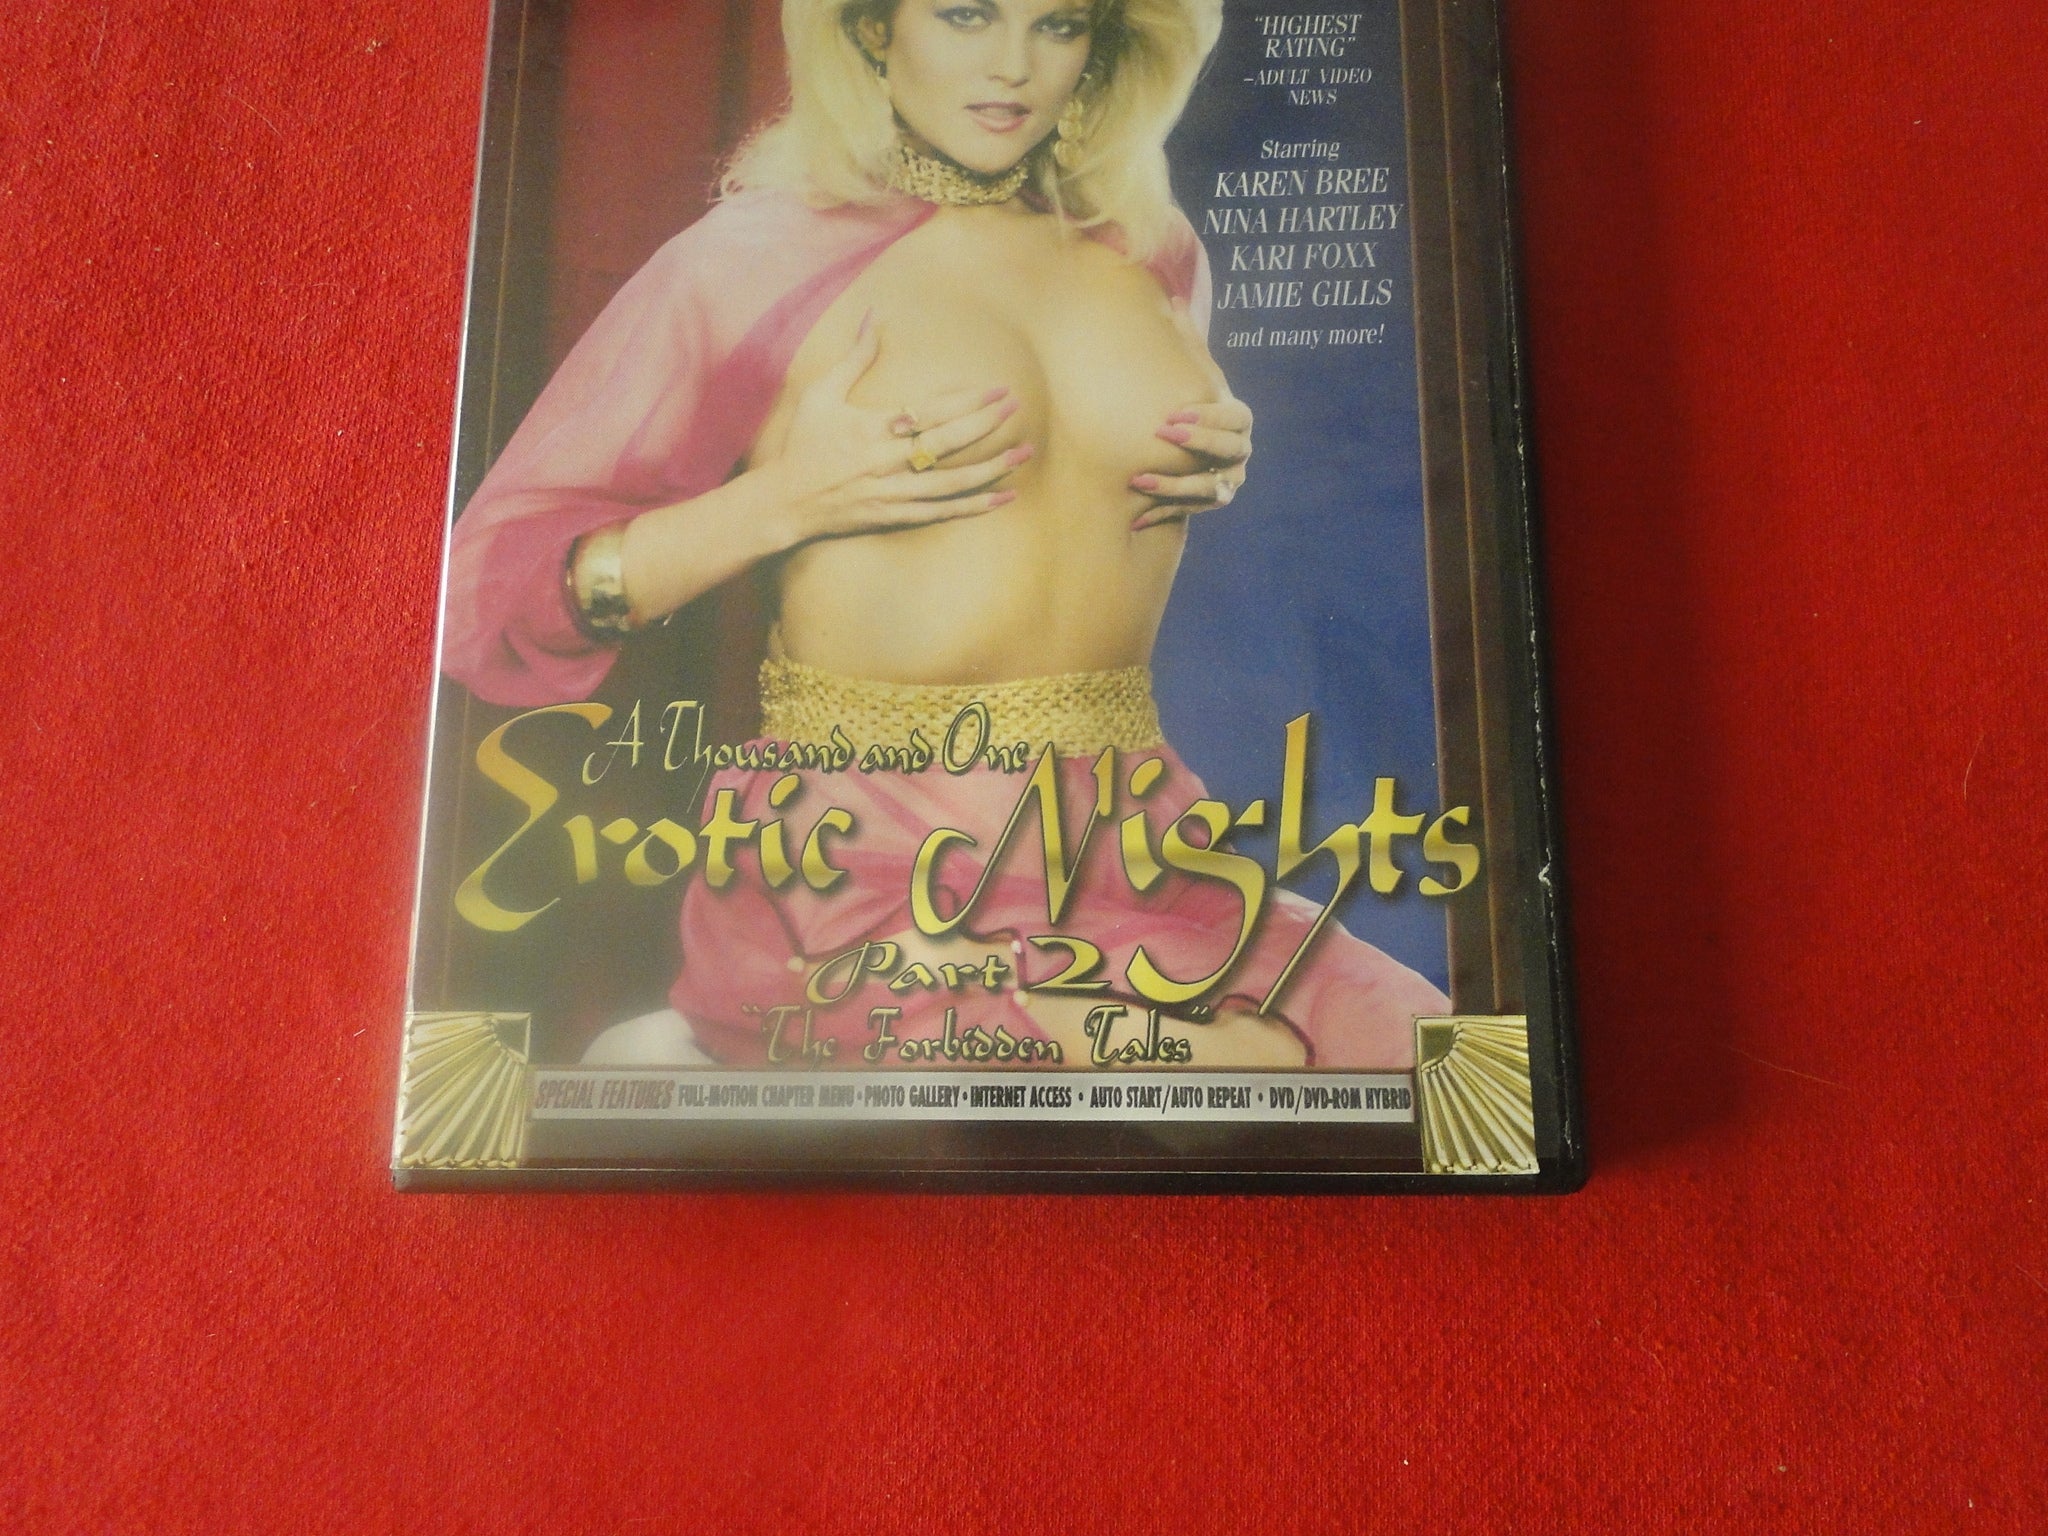 "HIGHEST
RATING"
–ADULT VIDEO
NEWS
Starring
KAREN BREE
NINA HARTLEY
KARI FOXX
JAMIE GILLS
and many more!
A Thousand and One
Erotic Nights
Part 2
"The Forbidden Tales"
SPECIAL FEATURES FULL-MOTION CHAPTER MENU • PHOTO GALLERY • INTERNET ACCESS • AUTO START/AUTO REPEAT • DVD/DVD-ROM HYBRID